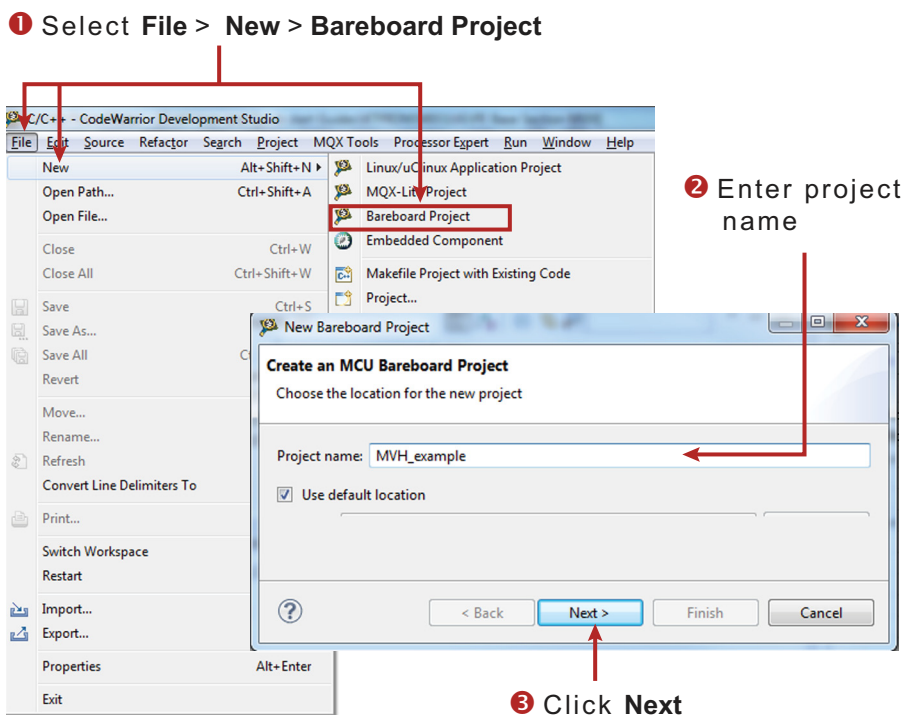 ❶ Select File > New > Bareboard Project
C/C++ - CodeWarrior Development Studio
File Edit Source Refactor Search Project MQX Tools Processor Expert Run Window Help
New Alt+Shift+N
Open Path... Ctrl+Shift+A
Open File...
Close Ctrl+W
Close All Ctrl+Shift+W
Save Ctrl+S
Save As...
Save All
Revert
Move...
Rename...
Refresh
Convert Line Delimiters To
Print...
Switch Workspace
Restart
Import...
Export...
Properties Alt+Enter
Exit
Linux/uClinux Application Project
MQX-Lite Project
Bareboard Project
Embedded Component
Makefile Project with Existing Code
Project...
❷ Enter project
name
New Bareboard Project
Create an MCU Bareboard Project
Choose the location for the new project
Project name: MVH_example
Use default location
< Back Next > Finish Cancel
❸ Click Next